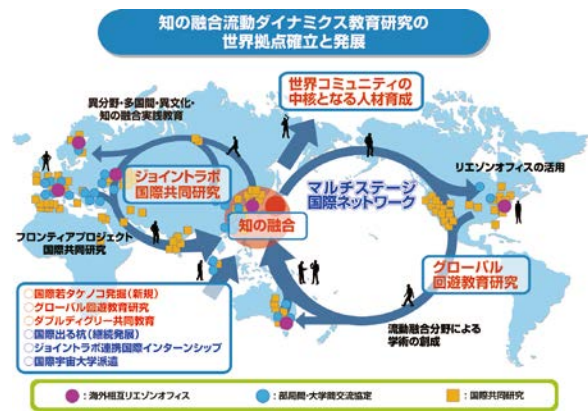 知の融合流動ダイナミクス教育研究の
世界拠点確立と発展
異分野・多国間・異文化・
知の融合実践教育
世界コミュニティの
中核となる人材育成
ジョイントラボ
国際共同研究
リエゾンオフィスの活用
マルチステージ
国際ネットワーク
知の融合
フロンティアプロジェクト
国際共同研究
グローバル
回遊教育研究
○国際若タケノコ発掘(新規)
○グローバル回遊教育研究
○ダブルディグリー共同教育
○国際出る杭(継続発展)
○ジョイントラボ連携国際インターンシップ
○国際宇宙大学派遣
流動融合分野による
学術の創成
:海外相互リエゾンオフィス
:部局間・大学間交流協定
:国際共同研究